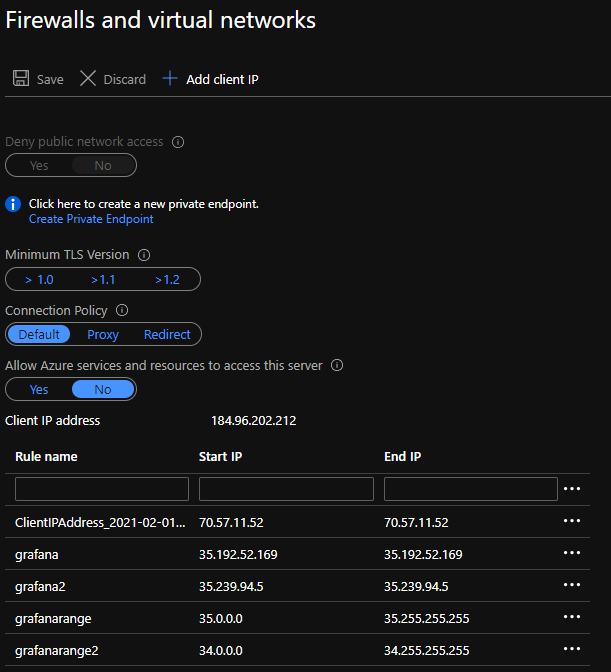 Firewalls and virtual networks
Save Discard Add client IP
Deny public network access
Yes No
Click here to create a new private endpoint.
Create Private Endpoint
Minimum TLS Version
> 1.0 >1.1 >1.2
Connection Policy
Default Proxy Redirect
Allow Azure services and resources to access this server
Yes No
Client IP address 184.96.202.212
Rule name Start IP End IP
ClientIPAddress_2021-02-01... 70.57.11.52 70.57.11.52
grafana 35.192.52.169 35.192.52.169
grafana2 35.239.94.5 35.239.94.5
grafanarange 35.0.0.0 35.255.255.255
grafanarange2 34.0.0.0 34.255.255.255